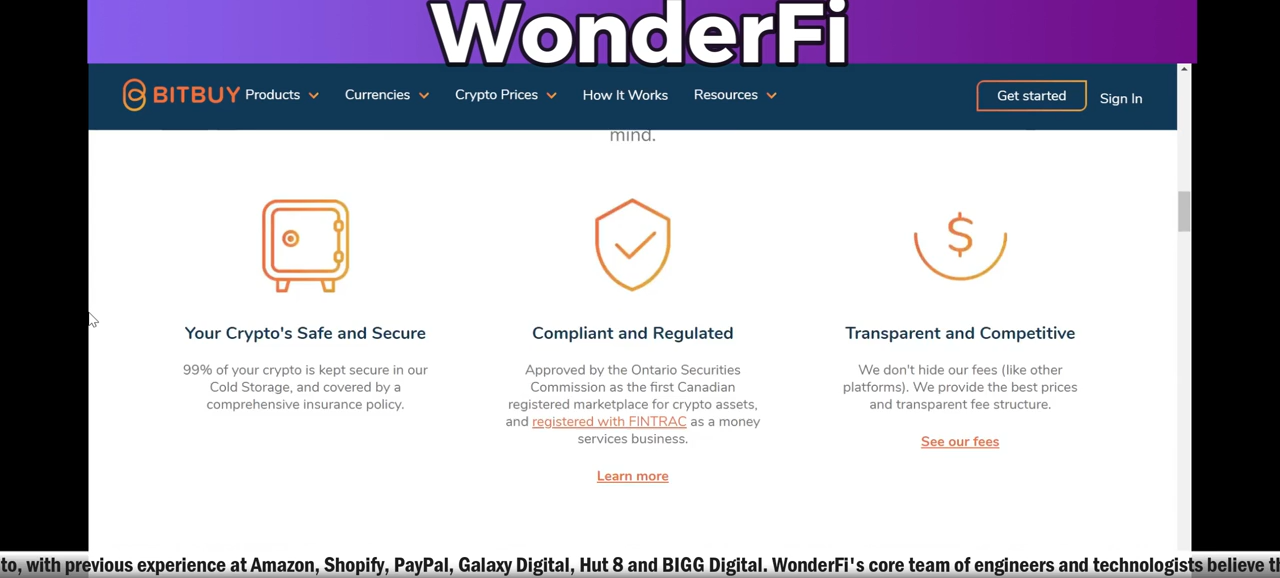 WonderFi
BITBUY Products Currencies Crypto Prices How It Works Resources Get started Sign In
mind.
Your Crypto's Safe and Secure
99% of your crypto is kept secure in our
Cold Storage, and covered by a
comprehensive insurance policy.
Compliant and Regulated
Approved by the Ontario Securities
Commission as the first Canadian
registered marketplace for crypto assets,
and registered with FINTRAC as a money
services business.
Learn more
Transparent and Competitive
We don't hide our fees (like other
platforms). We provide the best prices
and transparent fee structure.
See our fees
to, with previous experience at Amazon, Shopify, PayPal, Galaxy Digital, Hut 8 and BIGG Digital. WonderFi's core team of engineers and technologists believe